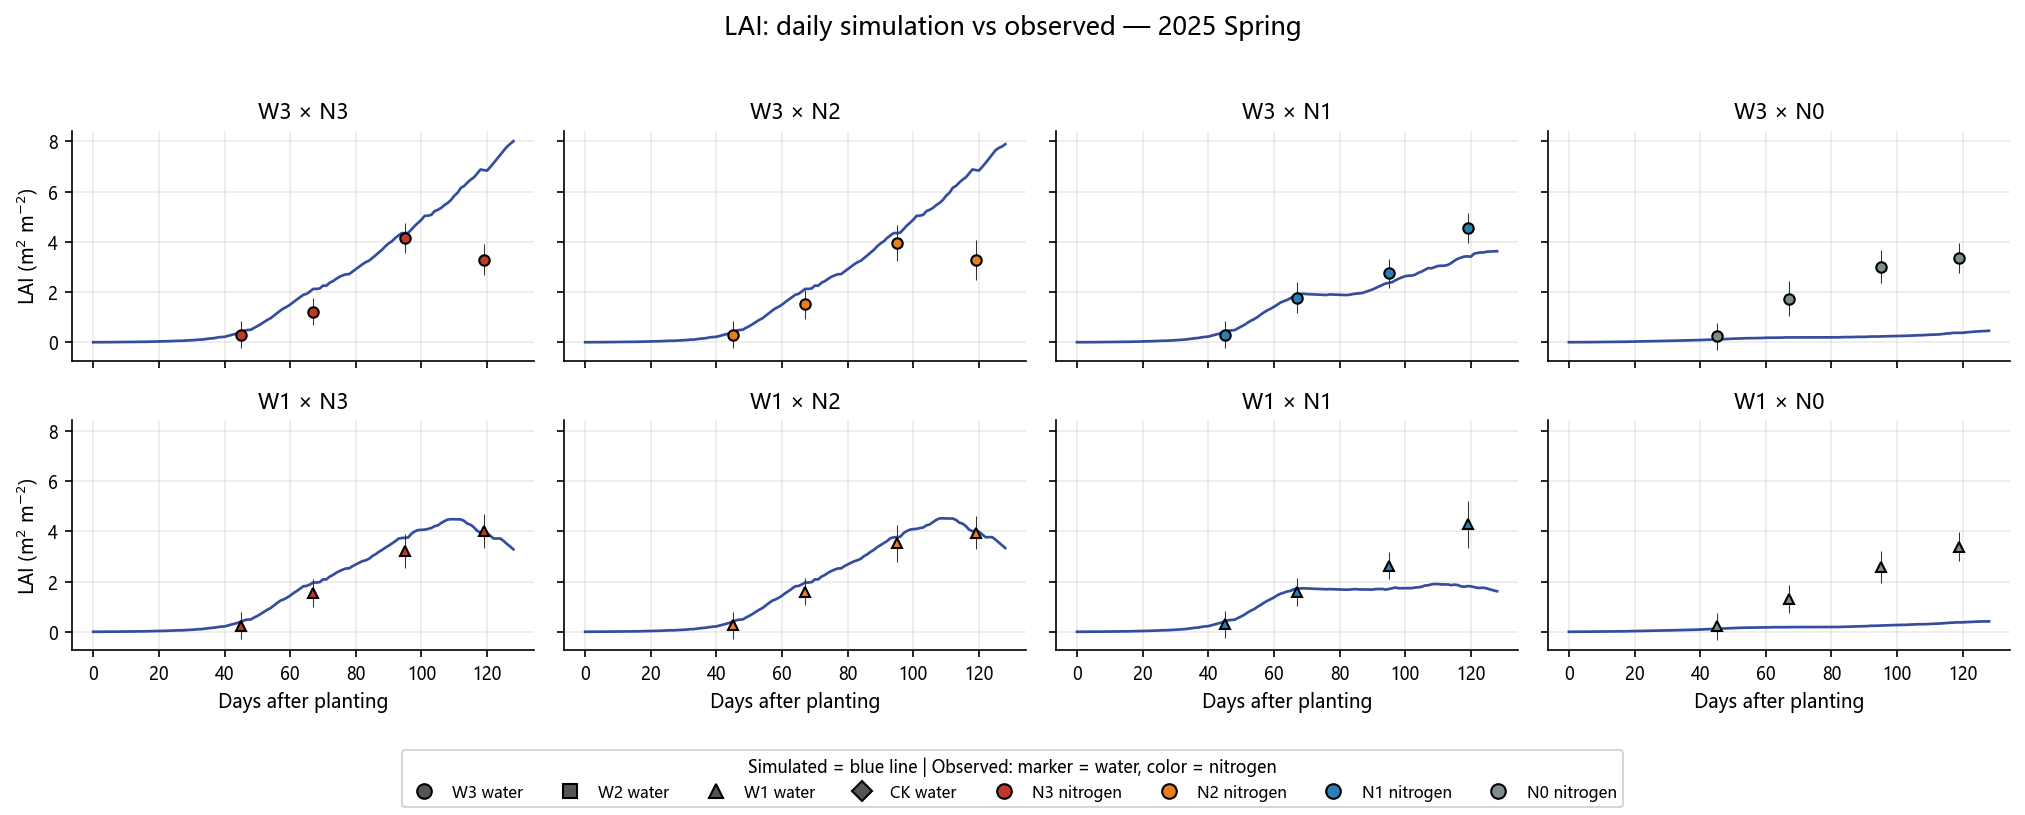 LAI: daily simulation vs observed — 2025 Spring
W3 × N3
W3 × N2
W3 × N1
W3 × N0
LAI (m² m⁻²)
8
6
4
2
0
W1 × N3
W1 × N2
W1 × N1
W1 × N0
LAI (m² m⁻²)
8
6
4
2
0
0 20 40 60 80 100 120
0 20 40 60 80 100 120
0 20 40 60 80 100 120
0 20 40 60 80 100 120
Days after planting
Days after planting
Days after planting
Days after planting
Simulated = blue line | Observed: marker = water, color = nitrogen
W3 water W2 water W1 water CK water N3 nitrogen N2 nitrogen N1 nitrogen N0 nitrogen